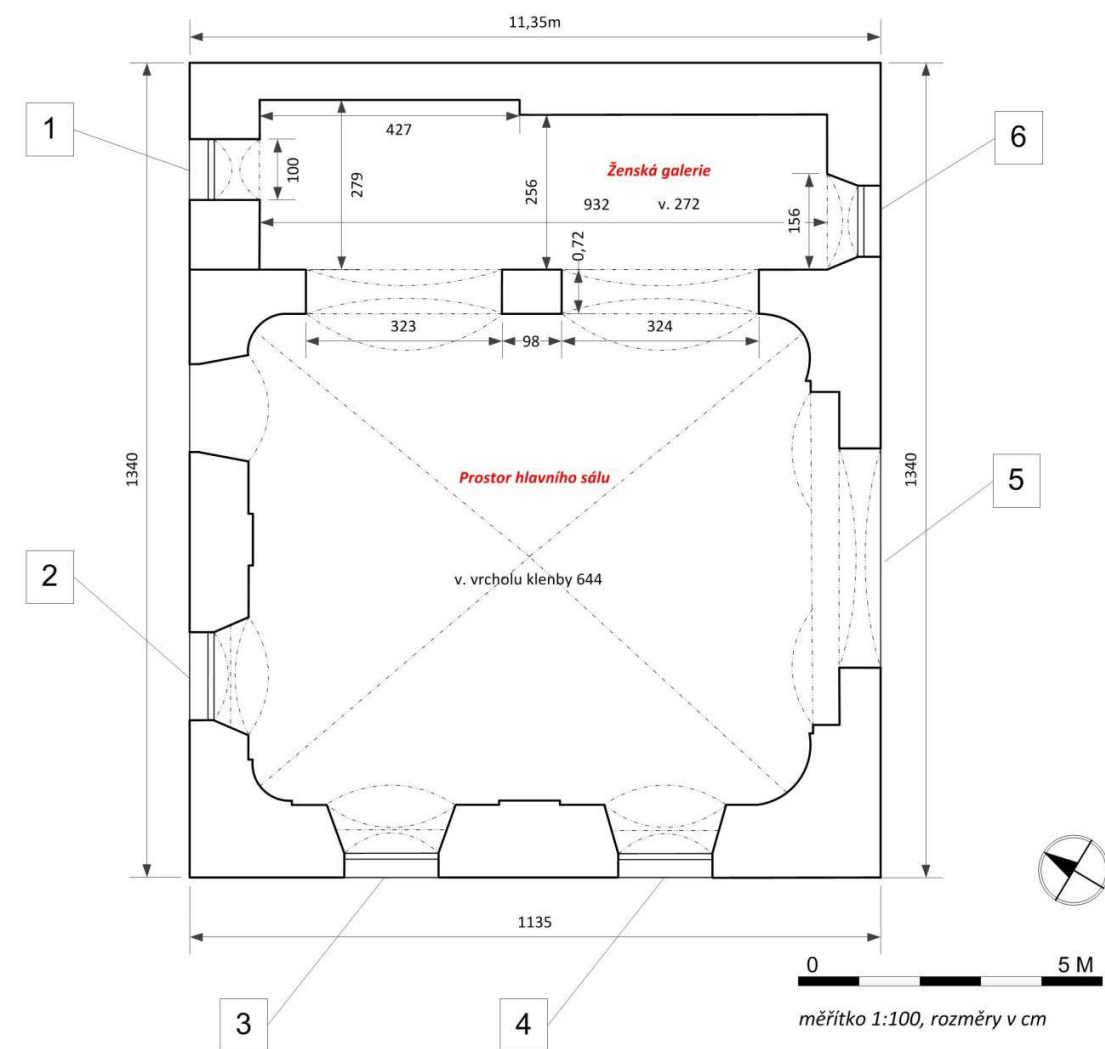 11,35m
1
427
100
279
256
Ženská galerie
932 v. 272
156
6
0,72
323
98
324
1340
Prostor hlavního sálu
1340
5
v. vrcholu klenby 644
2
1135
0 5 M
3
4
měřítko 1:100, rozměry v cm